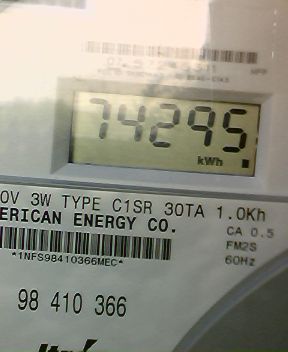 74295
kWh
0V 3W TYPE C1SR 30TA 1.0Kh
ERICAN ENERGY CO.
CA 0.5
FM2S
*1NFS98410366MEC*
60Hz
98 410 366